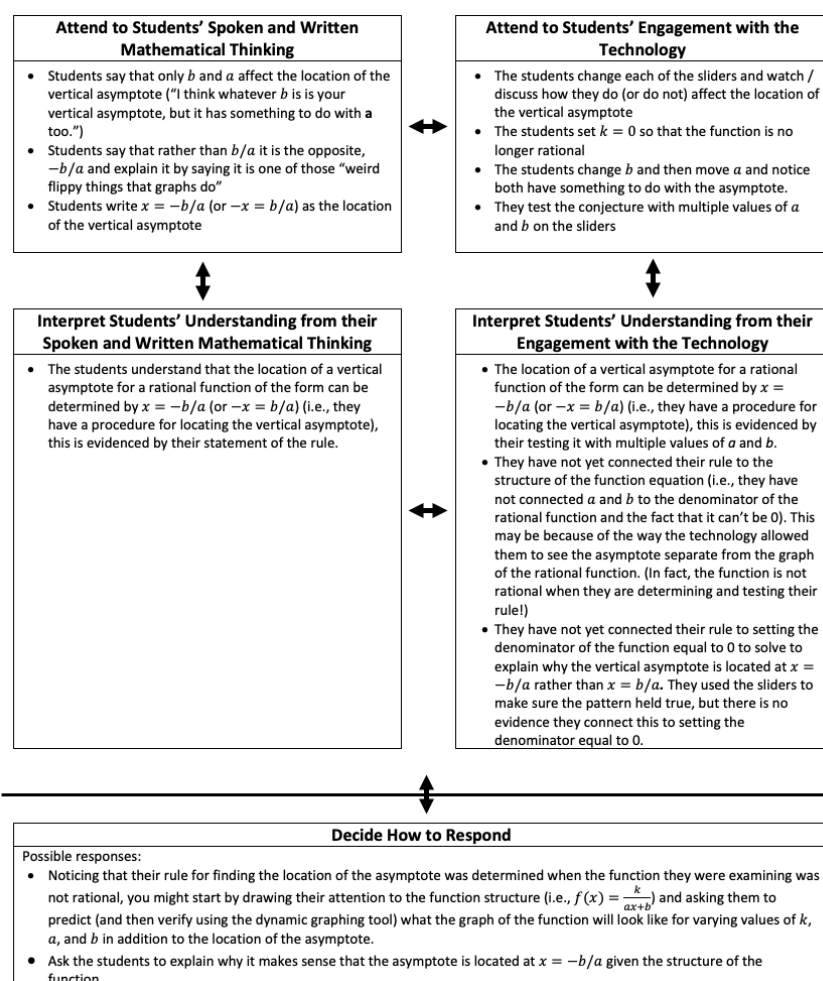 Attend to Students’ Spoken and Written
Mathematical Thinking
• Students say that only b and a affect the location of the
vertical asymptote (“I think whatever b is is your
vertical asymptote, but it has something to do with a
too.”)
• Students say that rather than b/a it is the opposite,
−b/a and explain it by saying it is one of those “weird
flippy things that graphs do”
• Students write x = −b/a (or −x = b/a) as the location
of the vertical asymptote
Attend to Students’ Engagement with the
Technology
• The students change each of the sliders and watch /
discuss how they do (or do not) affect the location of
the vertical asymptote
• The students set k = 0 so that the function is no
longer rational
• The students change b and then move a and notice
both have something to do with the asymptote.
• They test the conjecture with multiple values of a
and b on the sliders
Interpret Students’ Understanding from their
Spoken and Written Mathematical Thinking
• The students understand that the location of a vertical
asymptote for a rational function of the form can be
determined by x = −b/a (or −x = b/a) (i.e., they
have a procedure for locating the vertical asymptote),
this is evidenced by their statement of the rule.
Interpret Students’ Understanding from their
Engagement with the Technology
• The location of a vertical asymptote for a rational
function of the form can be determined by x =
−b/a (or −x = b/a) (i.e., they have a procedure for
locating the vertical asymptote), this is evidenced by
their testing it with multiple values of a and b.
• They have not yet connected their rule to the
structure of the function equation (i.e., they have
not connected a and b to the denominator of the
rational function and the fact that it can’t be 0). This
may be because of the way the technology allowed
them to see the asymptote separate from the graph
of the rational function. (In fact, the function is not
rational when they are determining and testing their
rule!)
• They have not yet connected their rule to setting the
denominator of the function equal to 0 to solve to
explain why the vertical asymptote is located at x =
−b/a rather than x = b/a. They used the sliders to
make sure the pattern held true, but there is no
evidence they connect this to setting the
denominator equal to 0.
Decide How to Respond
Possible responses:
• Noticing that their rule for finding the location of the asymptote was determined when the function they were examining was
not rational, you might start by drawing their attention to the function structure (i.e., f(x) = k/(ax+b)) and asking them to
predict (and then verify using the dynamic graphing tool) what the graph of the function will look like for varying values of k,
a, and b in addition to the location of the asymptote.
• Ask the students to explain why it makes sense that the asymptote is located at x = −b/a given the structure of the
function